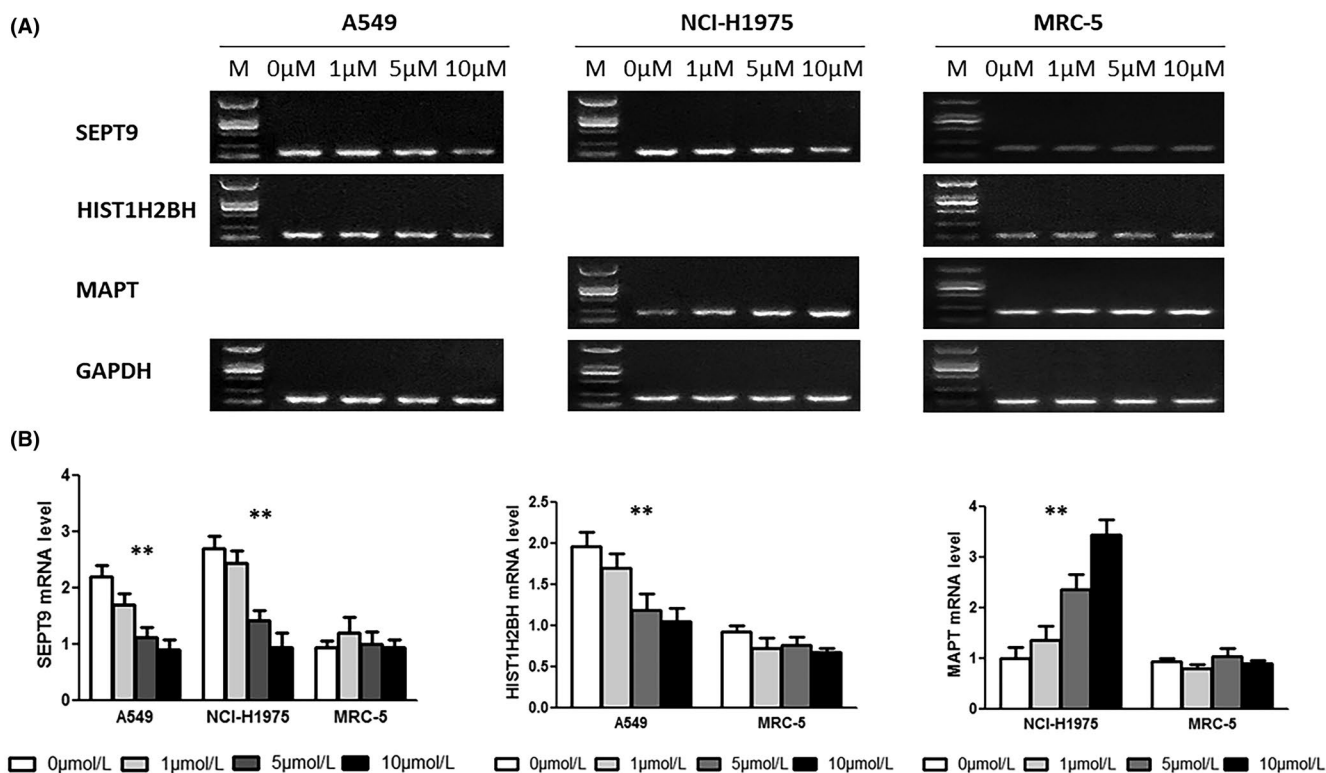 (A)
A549 NCI-H1975 MRC-5
M 0µM 1µM 5µM 10µM M 0µM 1µM 5µM 10µM M 0µM 1µM 5µM 10µM
SEPT9
HIST1H2BH
MAPT
GAPDH
(B)
SEPT9 mRNA level
4
3
2
1
0
** **
A549 NCI-H1975 MRC-5
0µmol/L 1µmol/L 5µmol/L 10µmol/L
HIST1H2BH mRNA level
2.5
2.0
1.5
1.0
0.5
0.0
**
A549 MRC-5
0µmol/L 1µmol/L 5µmol/L 10µmol/L
MAPT mRNA level
4
3
2
1
0
**
NCI-H1975 MRC-5
0µmol/L 1µmol/L 5µmol/L 10µmol/L